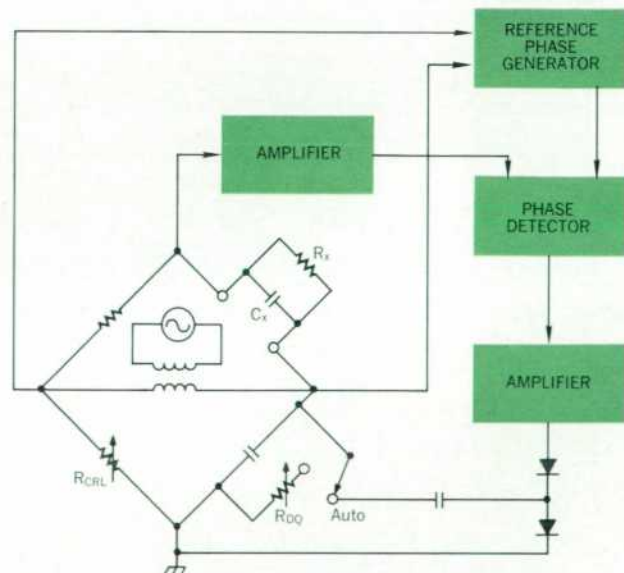 REFERENCE
PHASE
GENERATOR
AMPLIFIER
PHASE
DETECTOR
Rx
Cx
AMPLIFIER
RCRL
RDQ
Auto